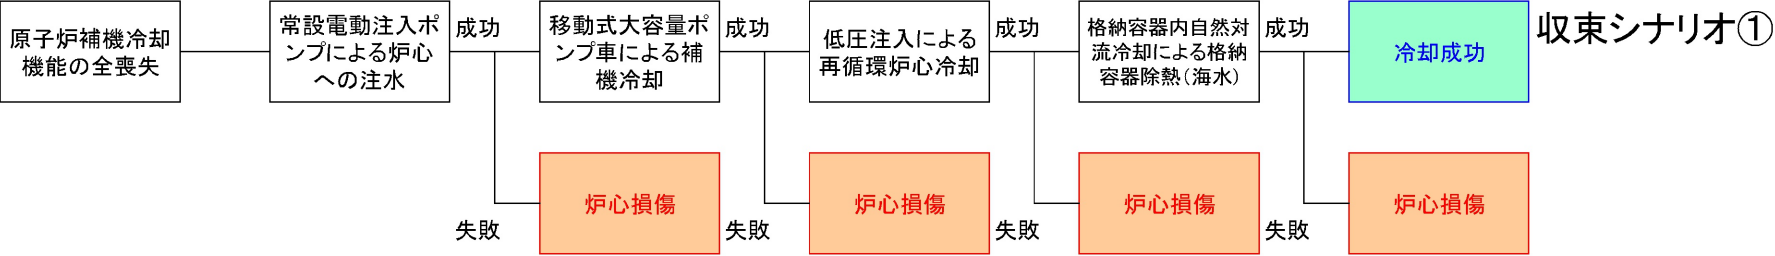 原子炉補機冷却
機能の全喪失
常設電動注入ポ
ンプによる炉心
への注水
成功
移動式大容量ポ
ンプ車による補
機冷却
成功
低圧注入による
再循環炉心冷却
成功
格納容器内自然対
流冷却による格納
容器除熱(海水)
成功
冷却成功
収束シナリオ①
失敗
炉心損傷
失敗
炉心損傷
失敗
炉心損傷
失敗
炉心損傷